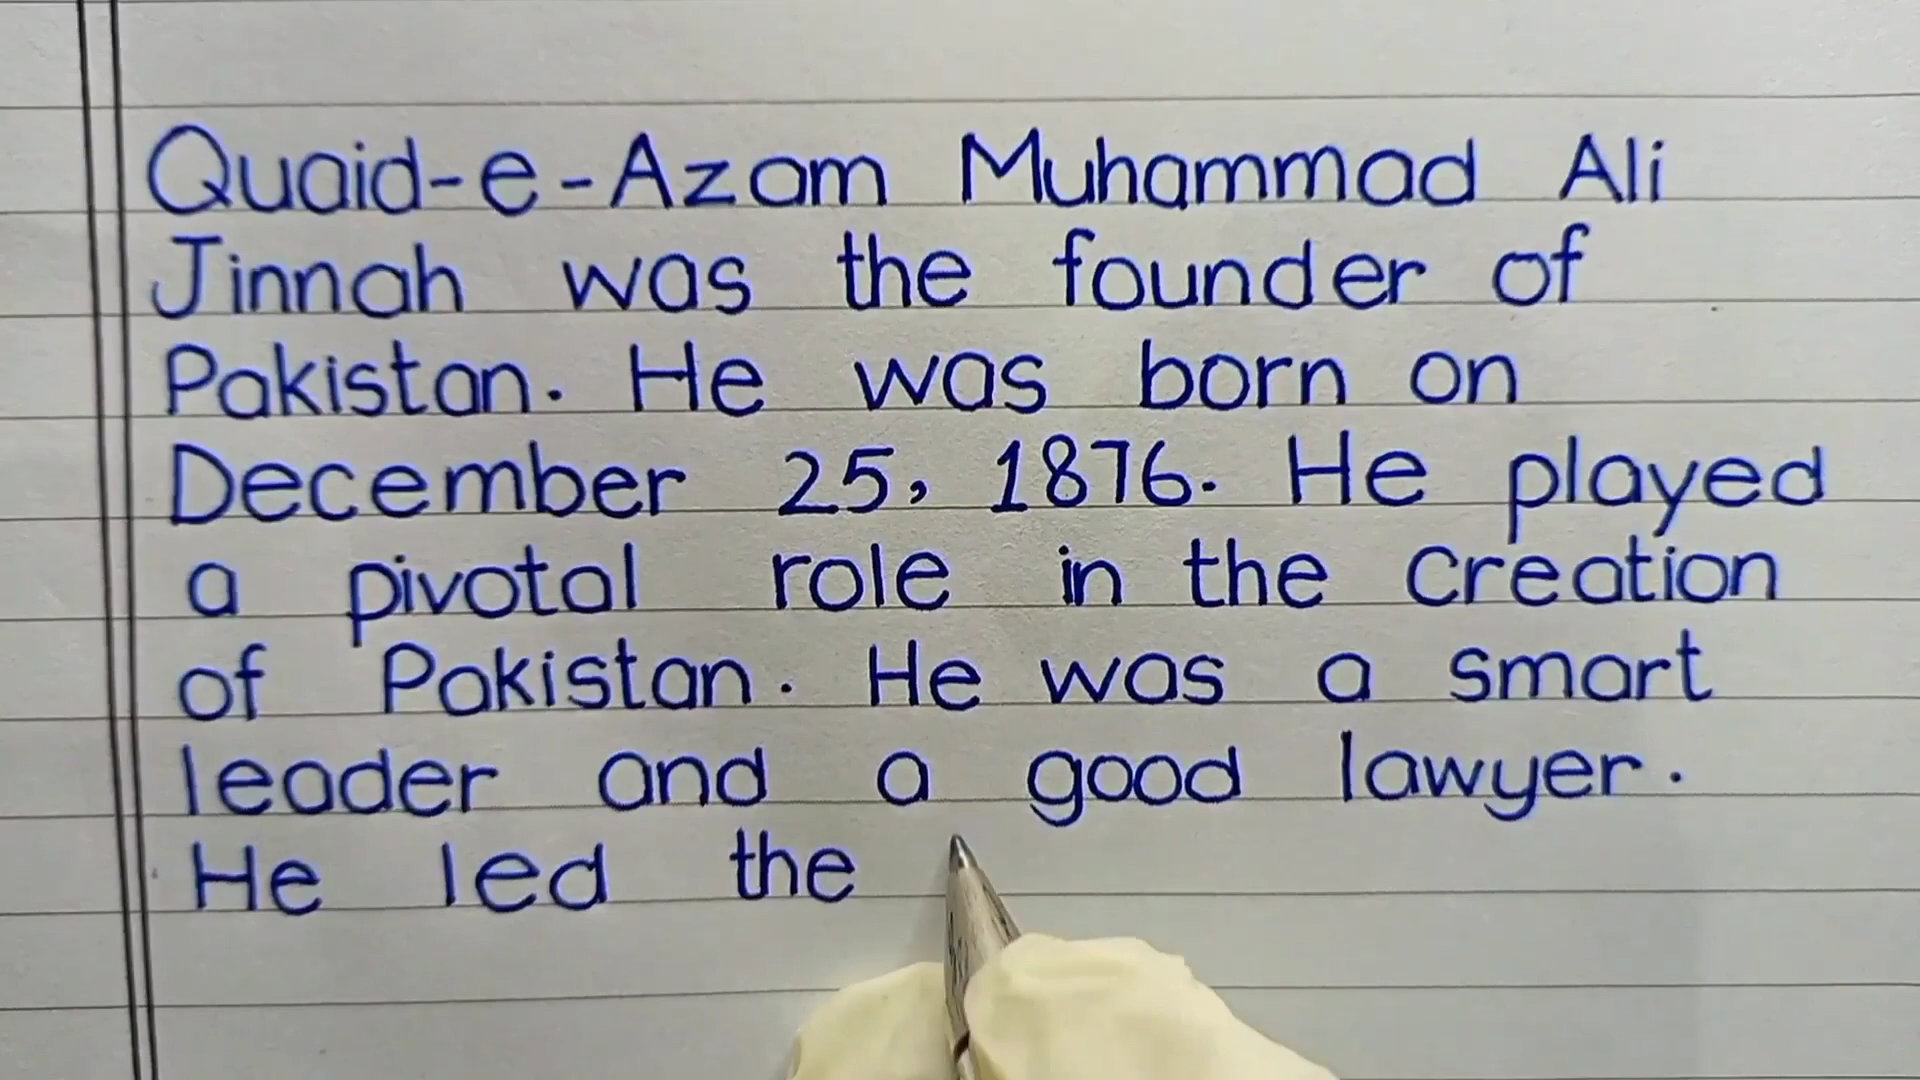 Quaid-e-Azam Muhammad Ali
Jinnah was the founder of
Pakistan. He was born on
December 25, 1876. He played
a pivotal role in the creation
of Pakistan. He was a smart
leader and a good lawyer.
He led the